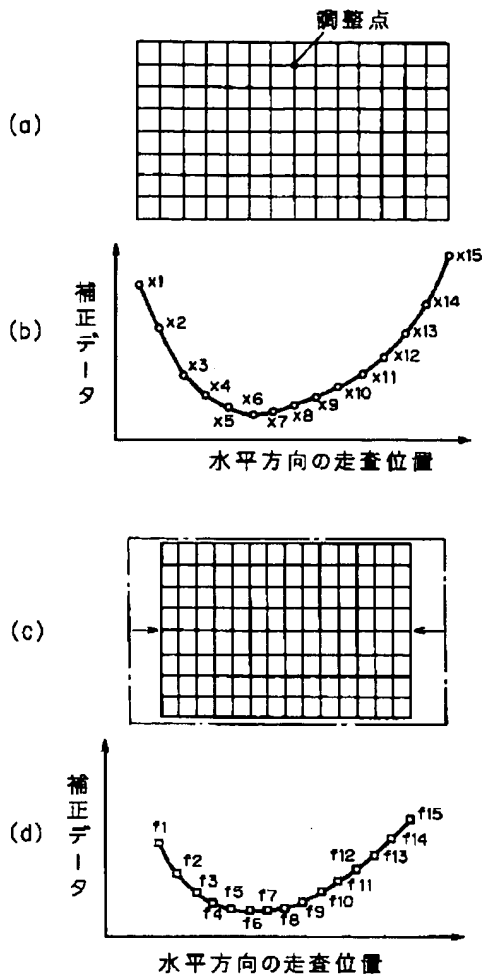 調整点
(a)
(b)
補正データ
x1
x2
x3
x4
x5
x6
x7
x8
x9
x10
x11
x12
x13
x14
x15
水平方向の走査位置
(c)
(d)
補正データ
f1
f2
f3
f4
f5
f6
f7
f8
f9
f10
f11
f12
f13
f14
f15
水平方向の走査位置